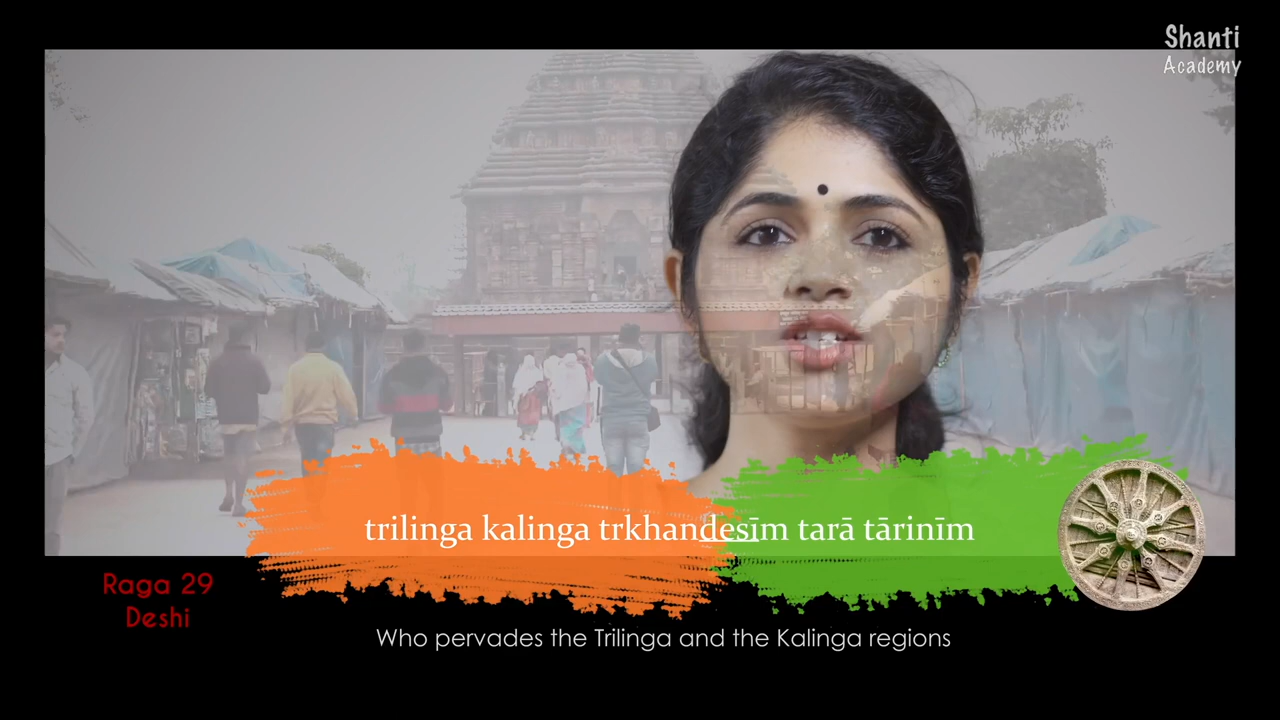 Shanti
Academy
trilinga kalinga trkhandesīm tarā tārinīm
Raga 29
Deshi
Who pervades the Trilinga and the Kalinga regions